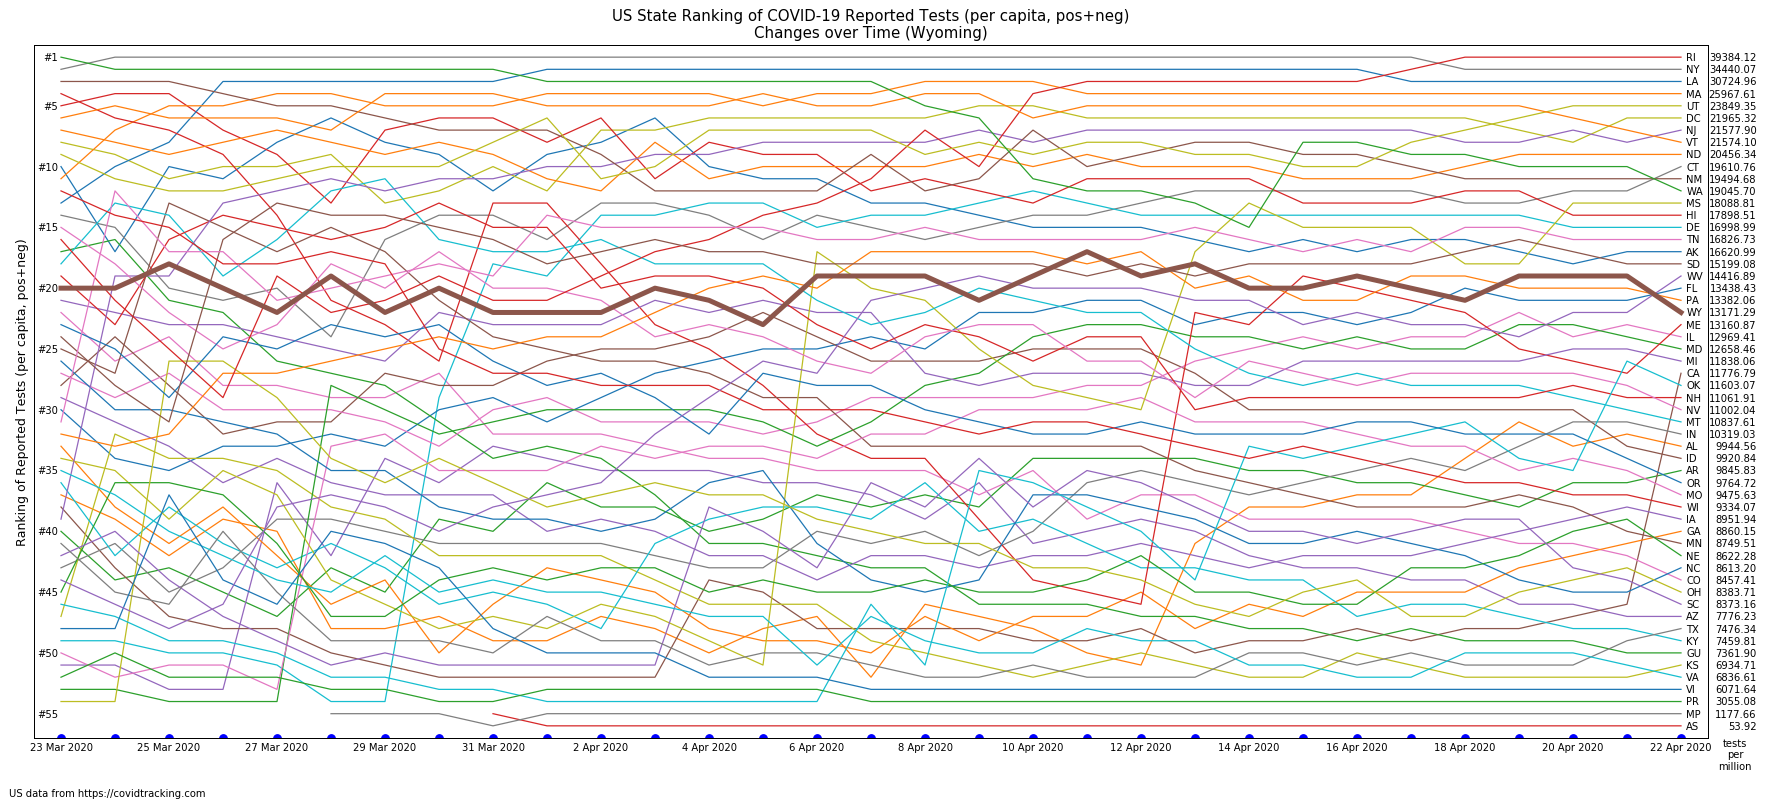 US State Ranking of COVID-19 Reported Tests (per capita, pos+neg)
Changes over Time (Wyoming)
Ranking of Reported Tests (per capita, pos+neg)
#1
#5
#10
#15
#20
#25
#30
#35
#40
#45
#50
#55
RI 39384.12
NY 34440.07
LA 30724.96
MA 25967.61
UT 23849.35
DC 21965.32
NJ 21577.90
VT 21574.10
ND 20456.34
CT 19610.76
NM 19494.68
WA 19045.70
MS 18088.81
HI 17898.51
DE 16998.99
TN 16826.73
AK 16620.99
SD 15199.08
WV 14416.89
FL 13438.43
PA 13382.06
WY 13171.29
ME 13160.87
IL 12969.41
MD 12658.46
MI 11838.06
CA 11776.79
OK 11603.07
NH 11061.91
NV 11002.04
MT 10837.61
IN 10319.03
AL 9944.56
ID 9920.84
AR 9845.83
OR 9764.72
MO 9475.63
WI 9334.07
IA 8951.94
GA 8860.15
MN 8749.51
NE 8622.28
NC 8613.20
CO 8457.41
OH 8383.71
SC 8373.16
AZ 7776.23
TX 7476.34
KY 7459.81
GU 7361.90
KS 6934.71
VA 6836.61
VI 6071.64
PR 3055.08
MP 1177.66
AS 53.92
23 Mar 2020 25 Mar 2020 27 Mar 2020 29 Mar 2020 31 Mar 2020 2 Apr 2020 4 Apr 2020 6 Apr 2020 8 Apr 2020 10 Apr 2020 12 Apr 2020 14 Apr 2020 16 Apr 2020 18 Apr 2020 20 Apr 2020 22 Apr 2020
tests
per
million
US data from https://covidtracking.com